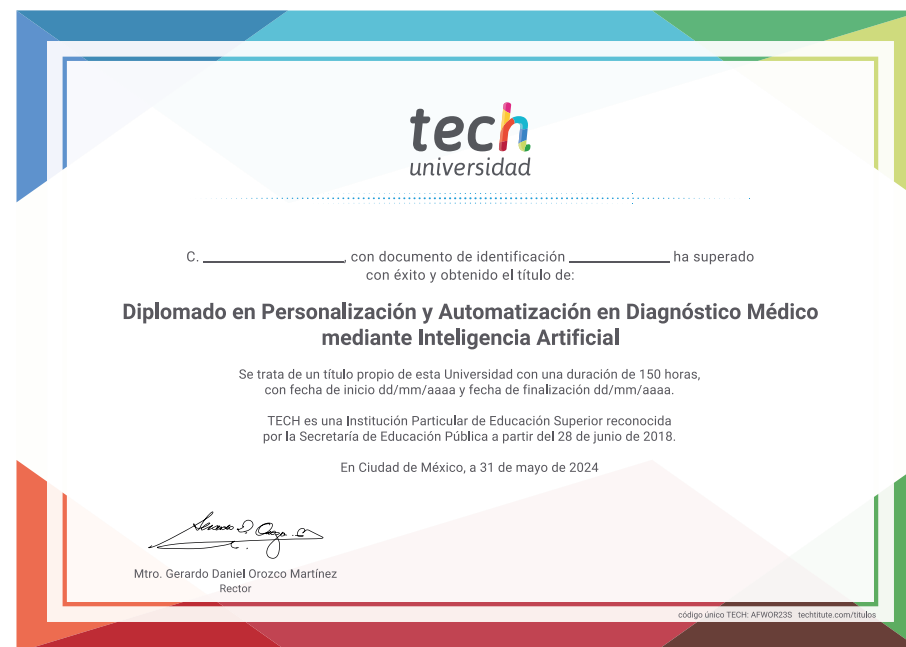 tech
universidad
C. ________________, con documento de identificación ____________ ha superado
con éxito y obtenido el título de:
Diplomado en Personalización y Automatización en Diagnóstico Médico
mediante Inteligencia Artificial
Se trata de un título propio de esta Universidad con una duración de 150 horas,
con fecha de inicio dd/mm/aaaa y fecha de finalización dd/mm/aaaa.
TECH es una Institución Particular de Educación Superior reconocida
por la Secretaría de Educación Pública a partir del 28 de junio de 2018.
En Ciudad de México, a 31 de mayo de 2024
Mtro. Gerardo Daniel Orozco Martínez
Rector
código único TECH: AFWOR23S techtitute.com/titulos